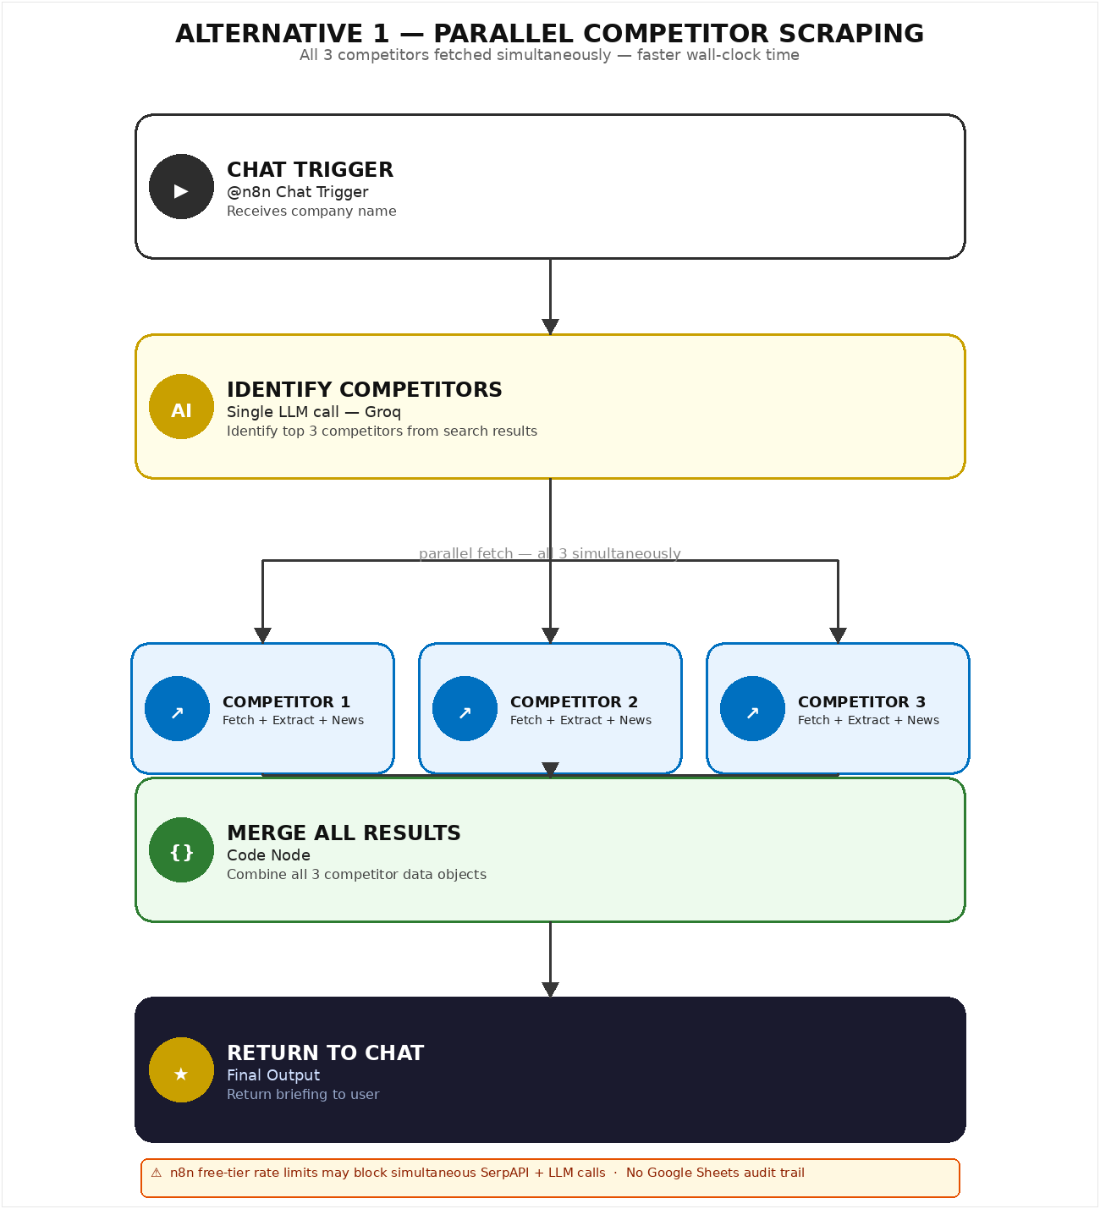 ALTERNATIVE 1 — PARALLEL COMPETITOR SCRAPING
All 3 competitors fetched simultaneously — faster wall-clock time
▶
CHAT TRIGGER
@n8n Chat Trigger
Receives company name
AI
IDENTIFY COMPETITORS
Single LLM call — Groq
Identify top 3 competitors from search results
parallel fetch — all 3 simultaneously
↗
COMPETITOR 1
Fetch + Extract + News
↗
COMPETITOR 2
Fetch + Extract + News
↗
COMPETITOR 3
Fetch + Extract + News
{}
MERGE ALL RESULTS
Code Node
Combine all 3 competitor data objects
★
RETURN TO CHAT
Final Output
Return briefing to user
⚠ n8n free-tier rate limits may block simultaneous SerpAPI + LLM calls · No Google Sheets audit trail